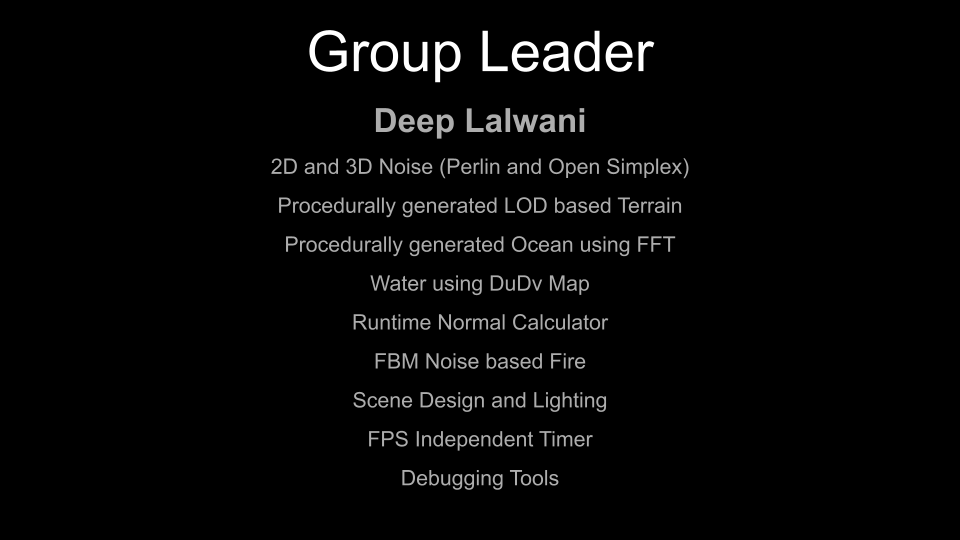 Group Leader
Deep Lalwani
2D and 3D Noise (Perlin and Open Simplex)
Procedurally generated LOD based Terrain
Procedurally generated Ocean using FFT
Water using DuDv Map
Runtime Normal Calculator
FBM Noise based Fire
Scene Design and Lighting
FPS Independent Timer
Debugging Tools